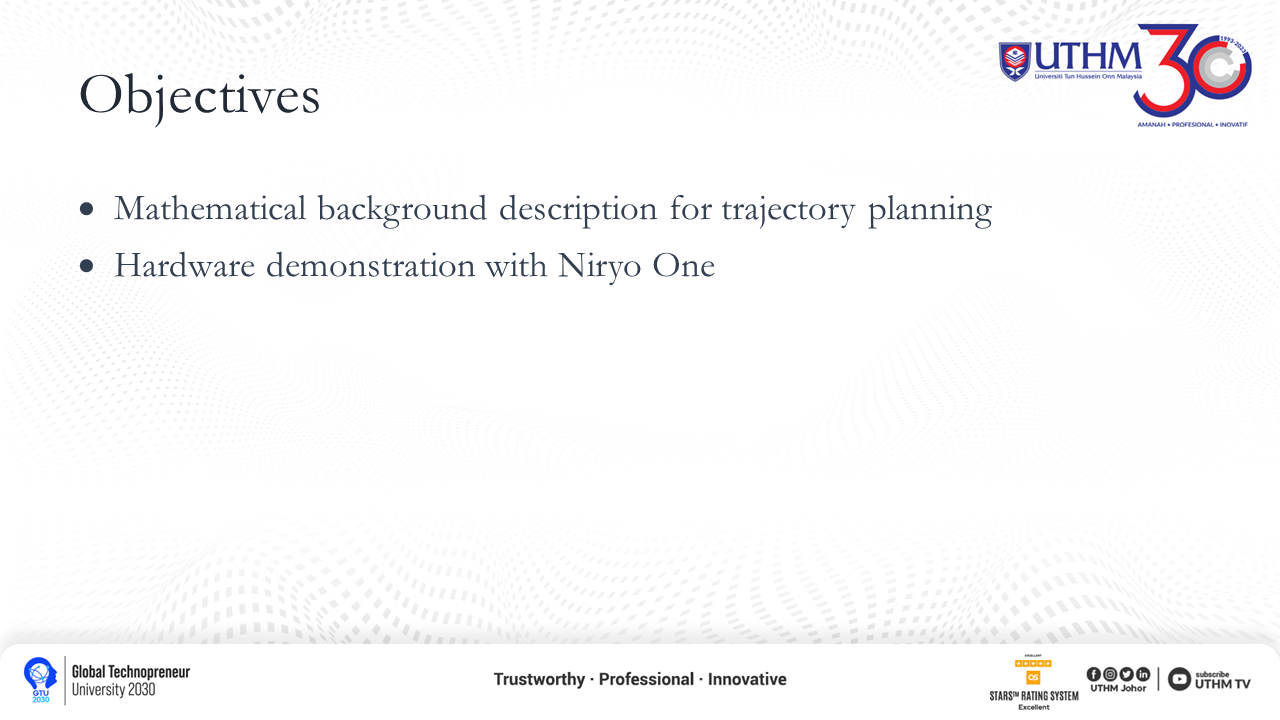 UTHM
Universiti Tun Hussein Onn Malaysia
30
1993-2023
AMANAH • PROFESIONAL • INOVATIF
Objectives
• Mathematical background description for trajectory planning
• Hardware demonstration with Niryo One
GTU
2030
Global Technopreneur
University 2030
Trustworthy · Professional · Innovative
EXCELLENT
QS
STARS™ RATING SYSTEM
Excellent
UTHM Johor
subscribe
UTHM TV